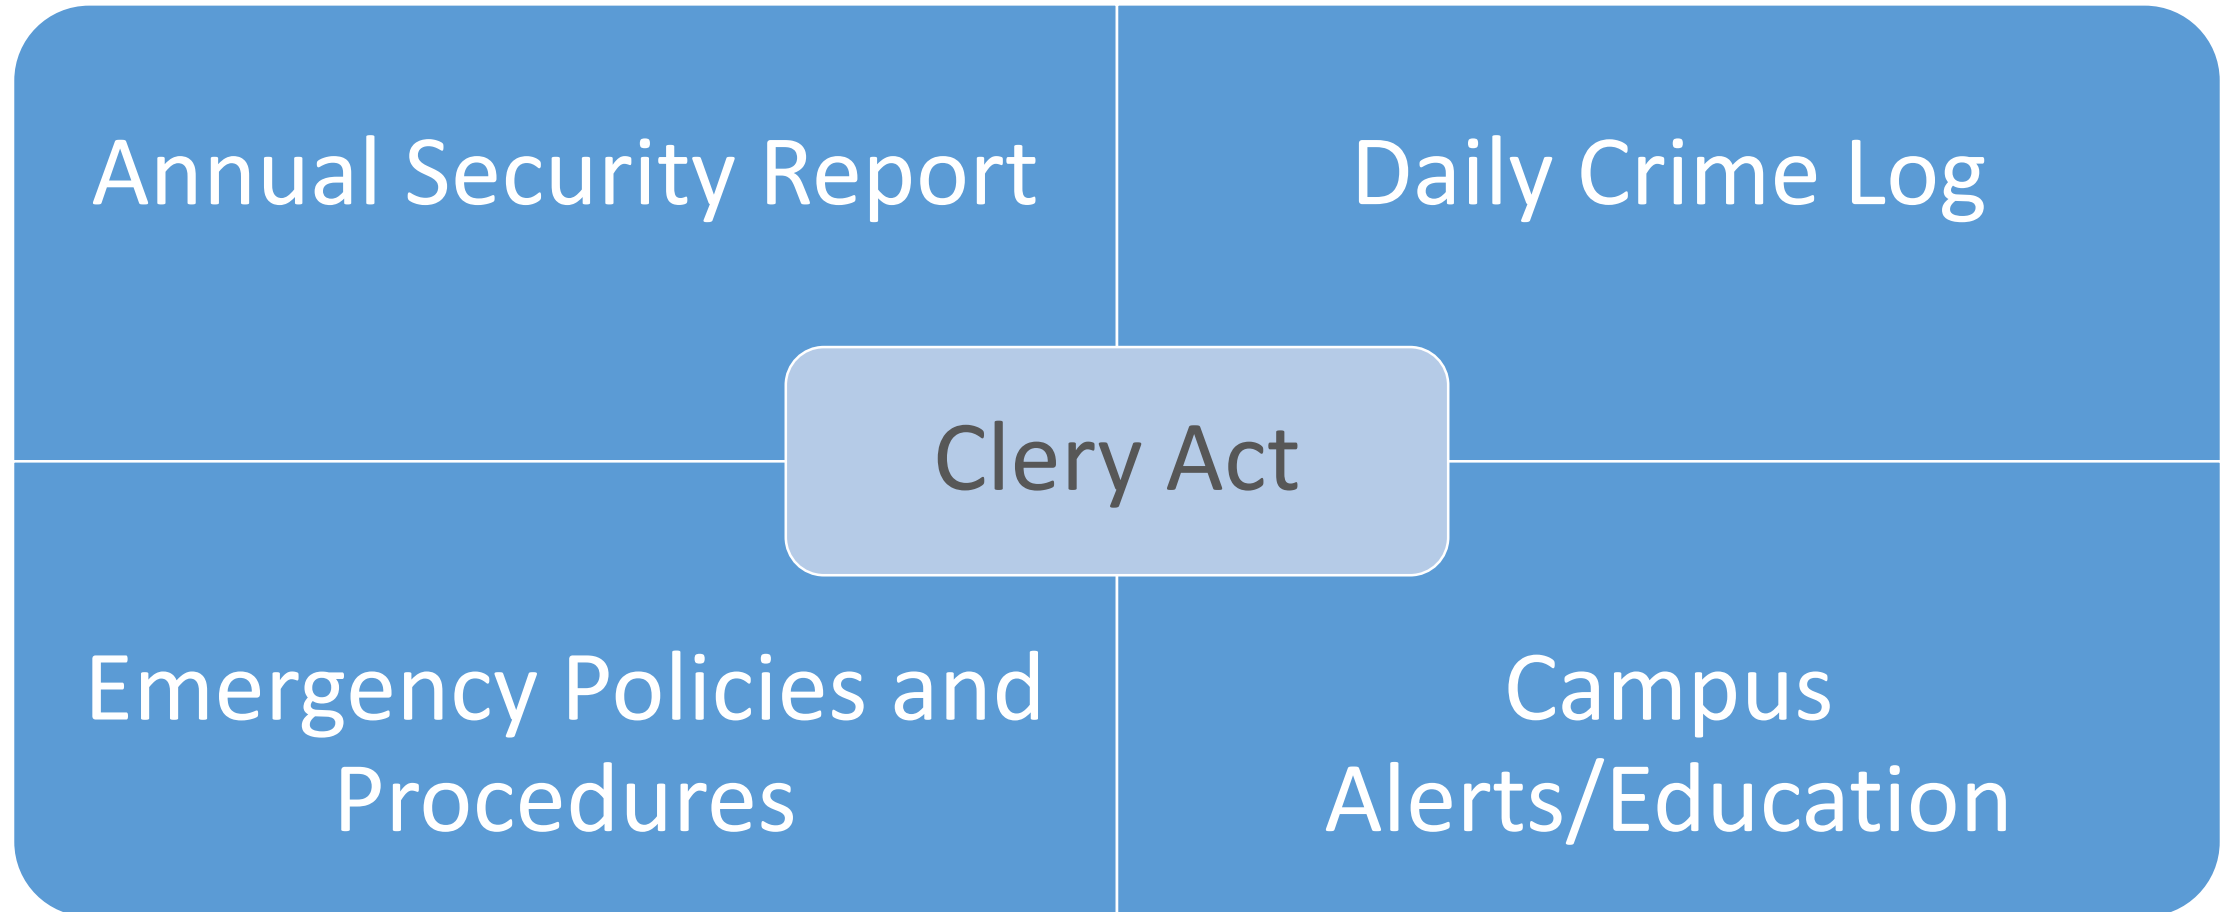 Annual Security Report
Daily Crime Log
Clery Act
Emergency Policies and
Procedures
Campus
Alerts/Education